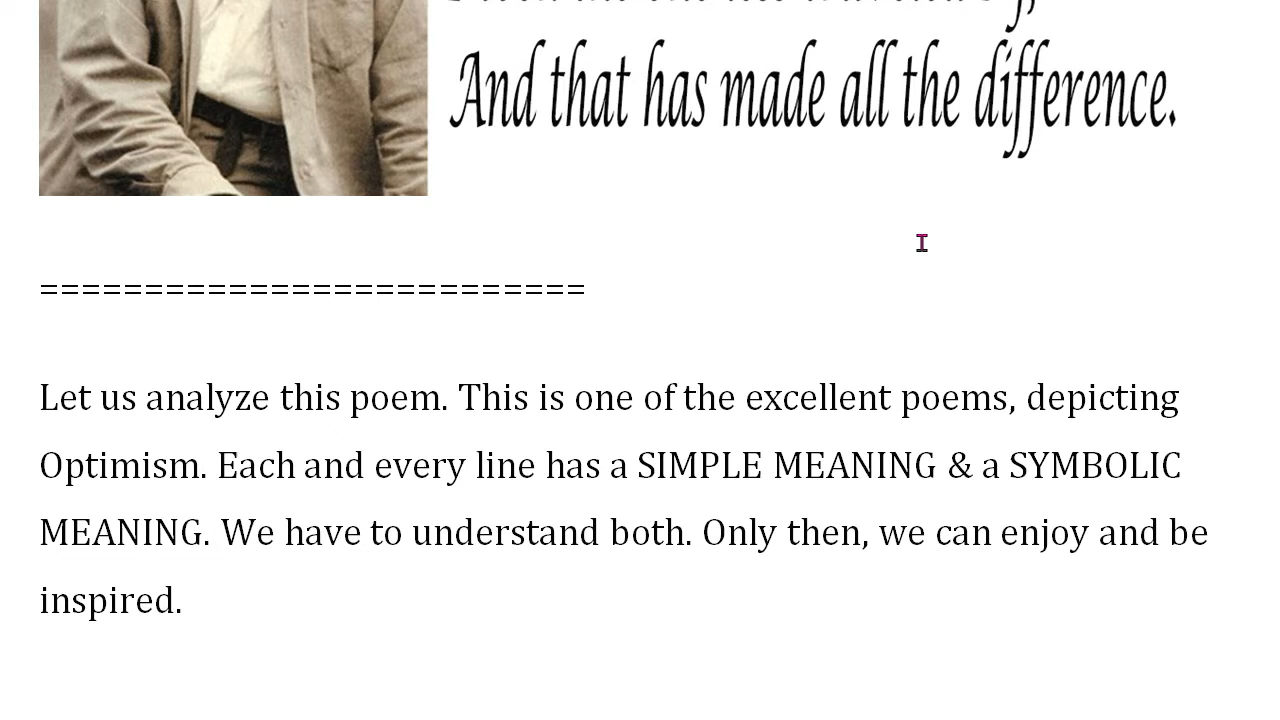 And that has made all the difference.
==========================
Let us analyze this poem. This is one of the excellent poems, depicting
Optimism. Each and every line has a SIMPLE MEANING & a SYMBOLIC
MEANING. We have to understand both. Only then, we can enjoy and be
inspired.